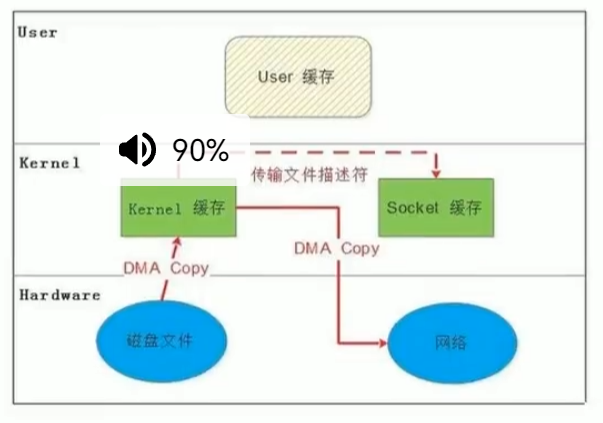 User
User 缓存
90%
Kernel
传输文件描述符
Kernel 缓存
Socket 缓存
DMA Copy
DMA Copy
Hardware
磁盘文件
网络